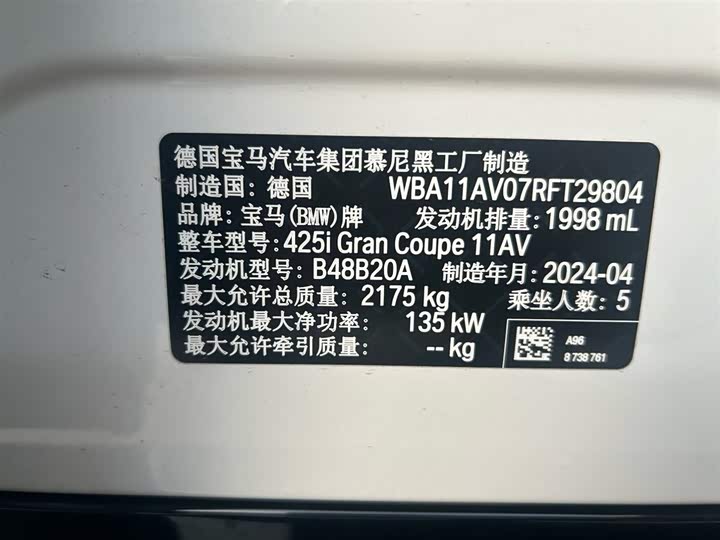 德国宝马汽车集团慕尼黑工厂制造
制造国: 德国 WBA11AV07RFT29804
品牌: 宝马(BMW)牌 发动机排量: 1998 mL
整车型号: 425i Gran Coupe 11AV
发动机型号: B48B20A 制造年月: 2024-04
最大允许总质量: 2175 kg 乘坐人数: 5
发动机最大净功率: 135 kW
最大允许牵引质量: -- kg
A96
8 738 761